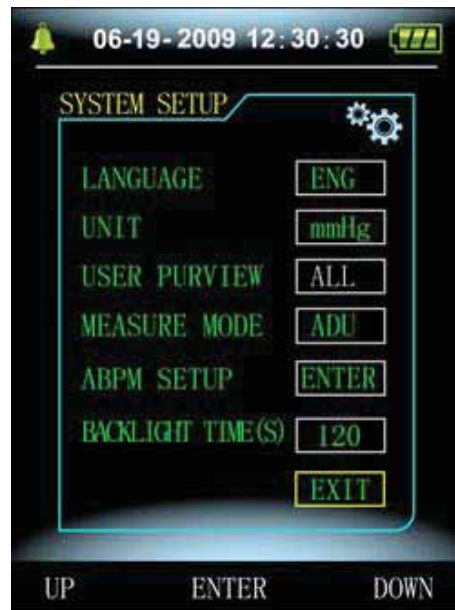 06-19-2009 12:30:30
SYSTEM SETUP
LANGUAGE ENG
UNIT mmHg
USER PURVIEW ALL
MEASURE MODE ADU
ABPM SETUP ENTER
BACKLIGHT TIME(S) 120
EXIT
UP ENTER DOWN